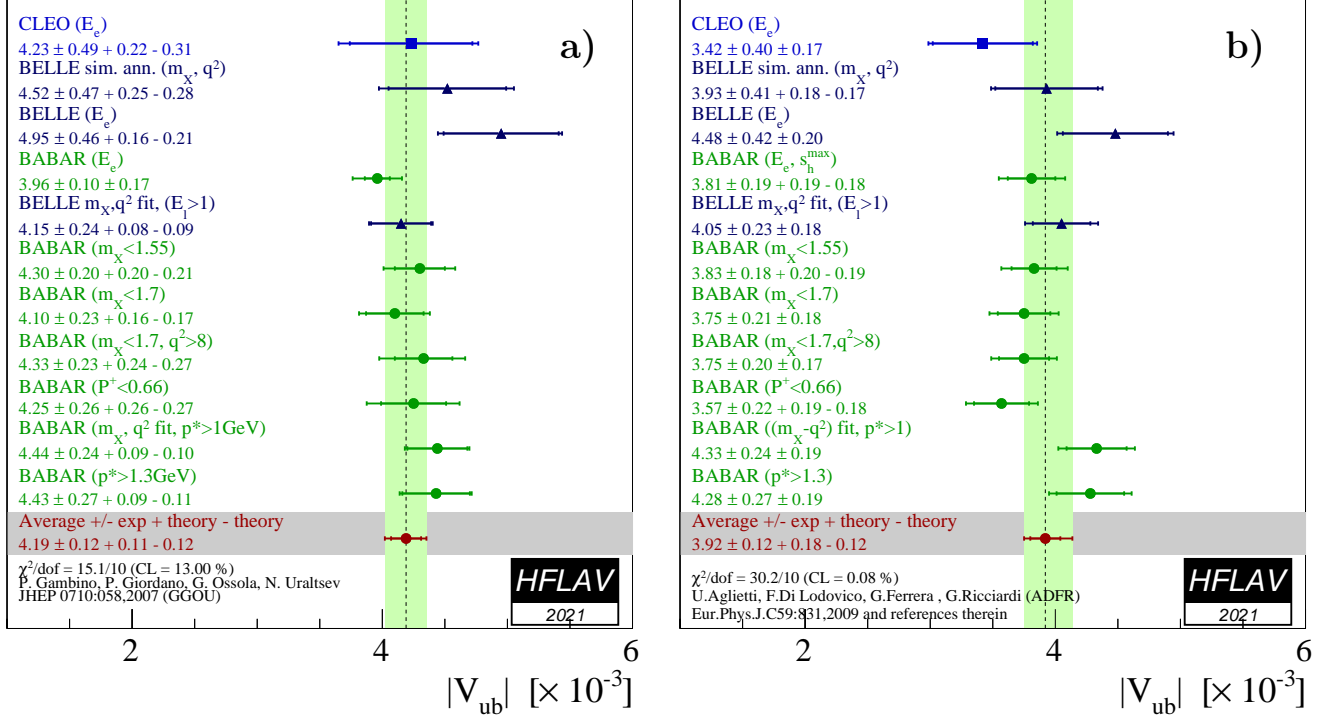 a)
CLEO (E_e)
4.23 ± 0.49 + 0.22 - 0.31
BELLE sim. ann. (m_X, q²)
4.52 ± 0.47 + 0.25 - 0.28
BELLE (E_e)
4.95 ± 0.46 + 0.16 - 0.21
BABAR (E_e)
3.96 ± 0.10 ± 0.17
BELLE m_X,q² fit, (E_l>1)
4.15 ± 0.24 + 0.08 - 0.09
BABAR (m_X<1.55)
4.30 ± 0.20 + 0.20 - 0.21
BABAR (m_X<1.7)
4.10 ± 0.23 + 0.16 - 0.17
BABAR (m_X<1.7, q²>8)
4.33 ± 0.23 + 0.24 - 0.27
BABAR (P⁺<0.66)
4.25 ± 0.26 + 0.26 - 0.27
BABAR (m_X, q² fit, p*>1GeV)
4.44 ± 0.24 + 0.09 - 0.10
BABAR (p*>1.3GeV)
4.43 ± 0.27 + 0.09 - 0.11
Average +/- exp + theory - theory
4.19 ± 0.12 + 0.11 - 0.12
χ²/dof = 15.1/10 (CL = 13.00 %)
P. Gambino, P. Giordano, G. Ossola, N. Uraltsev
JHEP 0710:058,2007 (GGOU)
HFLAV
2021
2 4 6
|V_ub| [× 10⁻³]
b)
CLEO (E_e)
3.42 ± 0.40 ± 0.17
BELLE sim. ann. (m_X, q²)
3.93 ± 0.41 + 0.18 - 0.17
BELLE (E_e)
4.48 ± 0.42 ± 0.20
BABAR (E_e, s_h^max)
3.81 ± 0.19 + 0.19 - 0.18
BELLE m_X,q² fit, (E_l>1)
4.05 ± 0.23 ± 0.18
BABAR (m_X<1.55)
3.83 ± 0.18 + 0.20 - 0.19
BABAR (m_X<1.7)
3.75 ± 0.21 ± 0.18
BABAR (m_X<1.7,q²>8)
3.75 ± 0.20 ± 0.17
BABAR (P⁺<0.66)
3.57 ± 0.22 + 0.19 - 0.18
BABAR ((m_X-q²) fit, p*>1)
4.33 ± 0.24 ± 0.19
BABAR (p*>1.3)
4.28 ± 0.27 ± 0.19
Average +/- exp + theory - theory
3.92 ± 0.12 + 0.18 - 0.12
χ²/dof = 30.2/10 (CL = 0.08 %)
U.Aglietti, F.Di Lodovico, G.Ferrera , G.Ricciardi (ADFR)
Eur.Phys.J.C59:831,2009 and references therein
HFLAV
2021
2 4 6
|V_ub| [× 10⁻³]